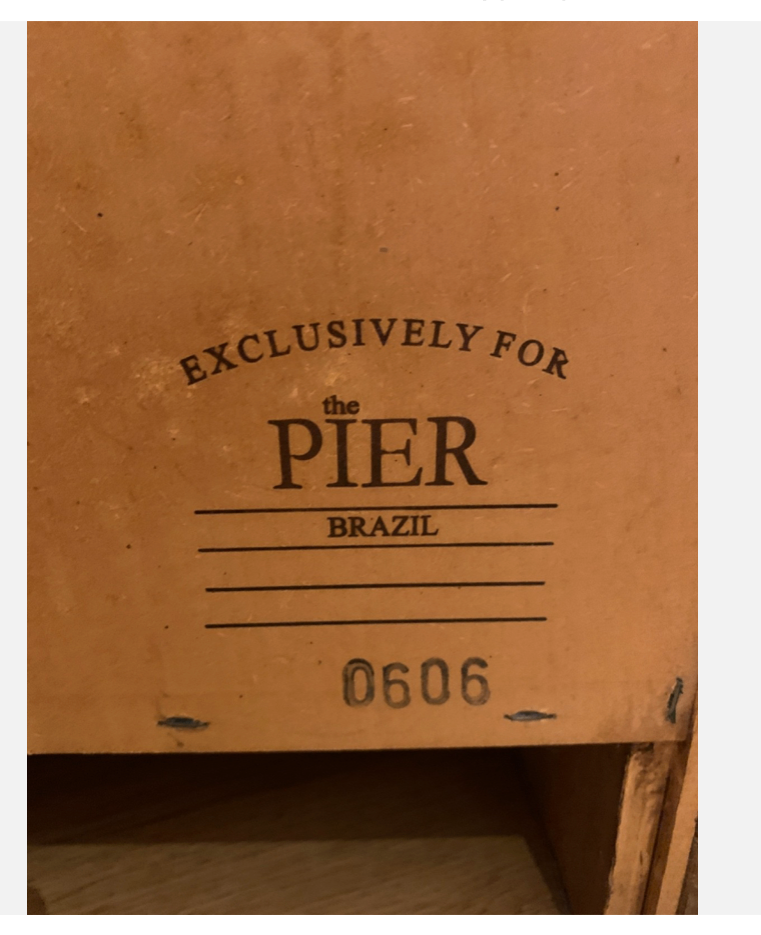 EXCLUSIVELY FOR
the
PIER
BRAZIL
0606